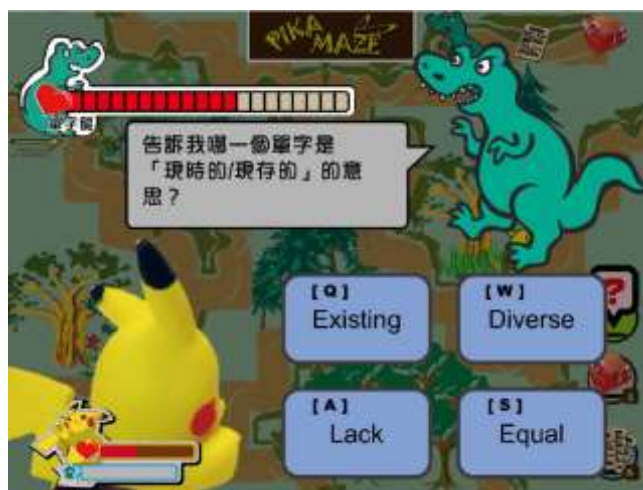 PIKA
MAZE
告訴我哪一個單字是
「現時的/現存的」的意
思？
[Q]
Existing
[W]
Diverse
[A]
Lack
[S]
Equal